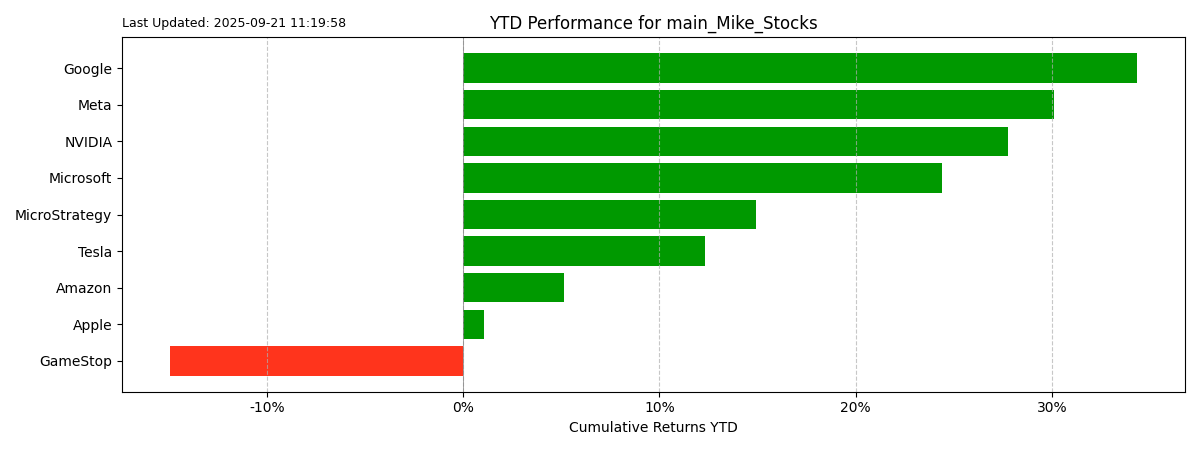 Last Updated: 2025-09-21 11:19:58
YTD Performance for main_Mike_Stocks
Google
Meta
NVIDIA
Microsoft
MicroStrategy
Tesla
Amazon
Apple
GameStop
-10%
0%
10%
20%
30%
Cumulative Returns YTD